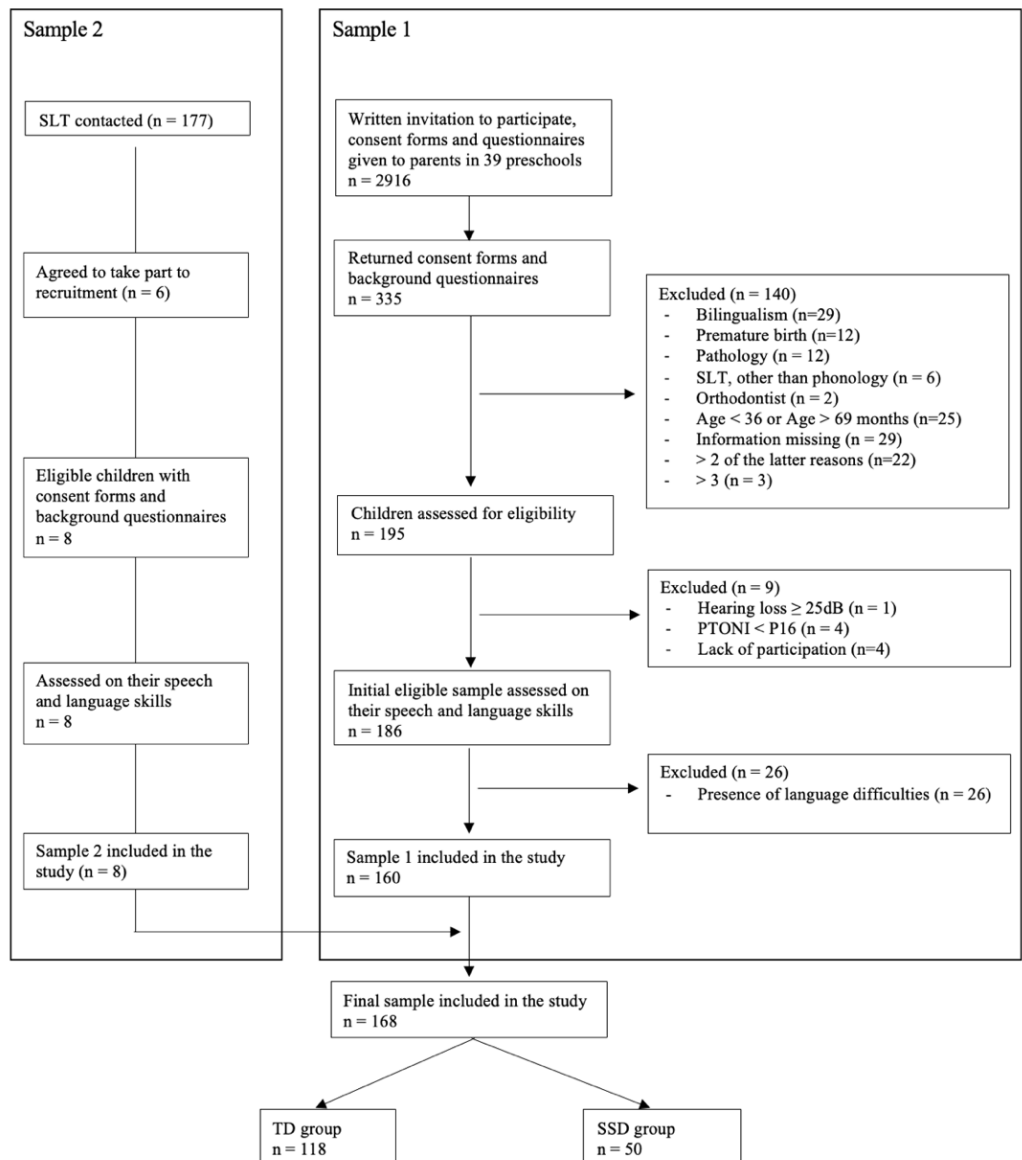 Sample 2
SLT contacted (n = 177)
Agreed to take part to
recruitment (n = 6)
Eligible children with
consent forms and
background questionnaires
n = 8
Assessed on their speech
and language skills
n = 8
Sample 2 included in the
study (n = 8)
Sample 1
Written invitation to participate,
consent forms and questionnaires
given to parents in 39 preschools
n = 2916
Returned consent forms and
background questionnaires
n = 335
Excluded (n = 140)
- Bilingualism (n=29)
- Premature birth (n=12)
- Pathology (n = 12)
- SLT, other than phonology (n = 6)
- Orthodontist (n = 2)
- Age < 36 or Age > 69 months (n=25)
- Information missing (n = 29)
- > 2 of the latter reasons (n=22)
- > 3 (n = 3)
Children assessed for eligibility
n = 195
Excluded (n = 9)
- Hearing loss ≥ 25dB (n = 1)
- PTONI < P16 (n = 4)
- Lack of participation (n=4)
Initial eligible sample assessed on
their speech and language skills
n = 186
Excluded (n = 26)
- Presence of language difficulties (n = 26)
Sample 1 included in the study
n = 160
Final sample included in the study
n = 168
TD group
n = 118
SSD group
n = 50